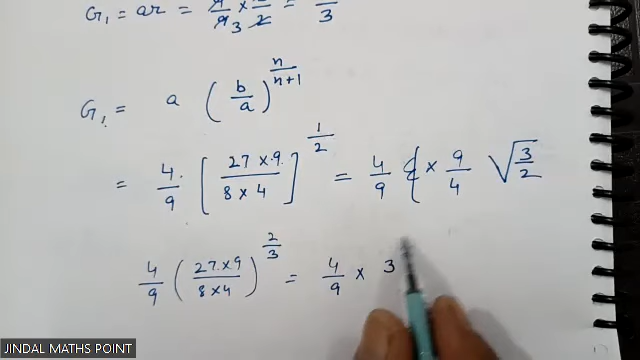 G₁ = ar = 4/9 3 × /2 = /3
G₁ = a (b/a)^(n/(n+1))
= 4/9 [27 × 9 / 8 × 4]^(1/2) = 4/9 { × 9/4 √(3/2)
4/9 (27 × 9 / 8 × 4)^(2/3) = 4/9 × 3
JINDAL MATHS POINT